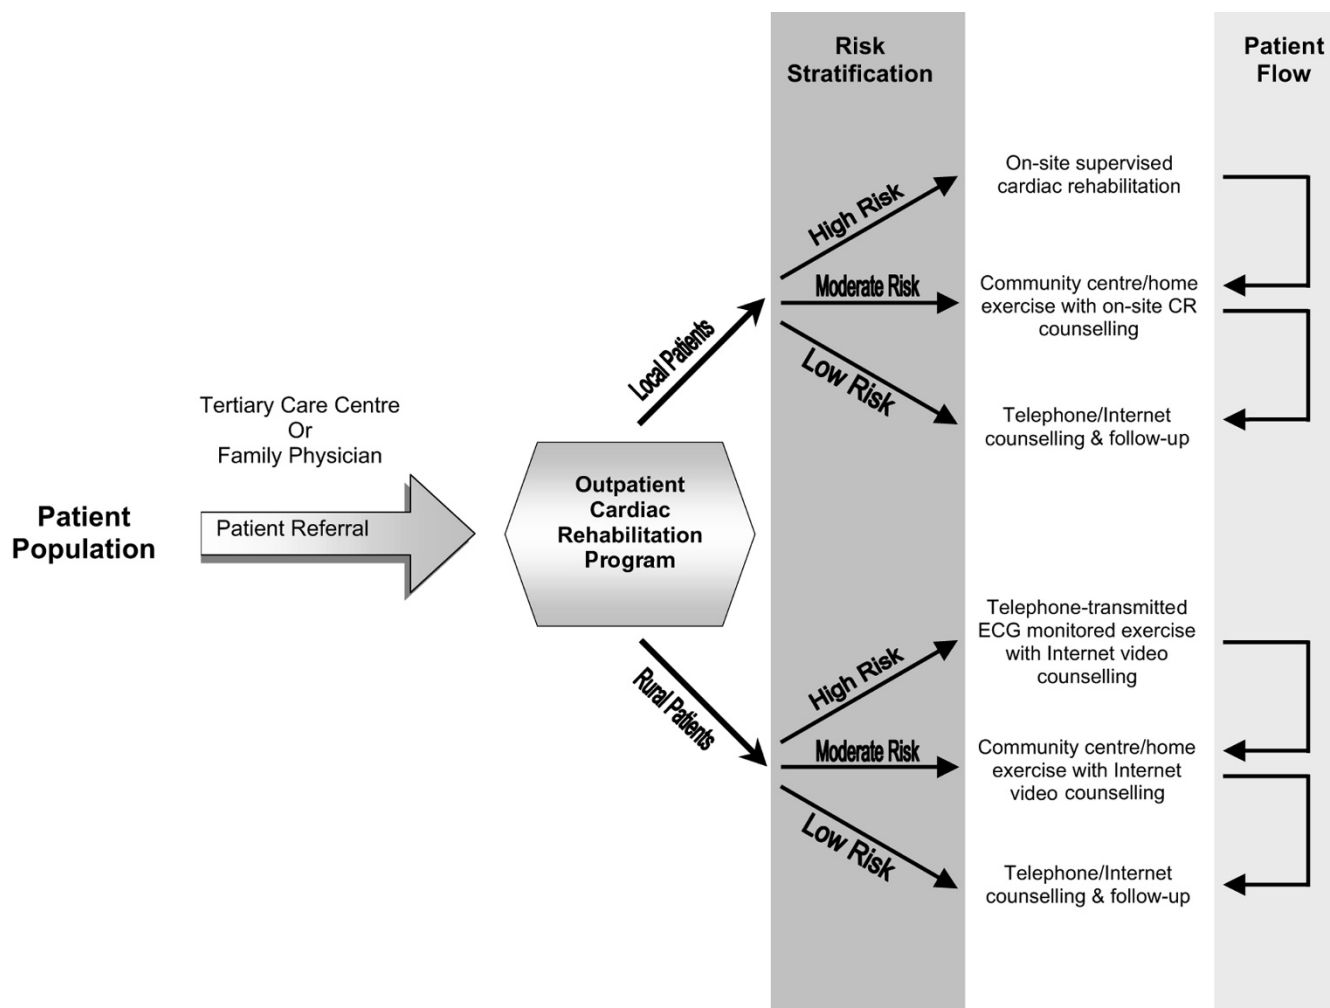 Risk
Stratification
Patient
Flow
On-site supervised
cardiac rehabilitation
High Risk
Moderate Risk
Community centre/home
exercise with on-site CR
counselling
Local Patients
Low Risk
Telephone/Internet
counselling & follow-up
Tertiary Care Centre
Or
Family Physician
Patient
Population
Patient Referral
Outpatient
Cardiac
Rehabilitation
Program
Rural Patients
High Risk
Telephone-transmitted
ECG monitored exercise
with Internet video
counselling
Moderate Risk
Community centre/home
exercise with Internet
video counselling
Low Risk
Telephone/Internet
counselling & follow-up